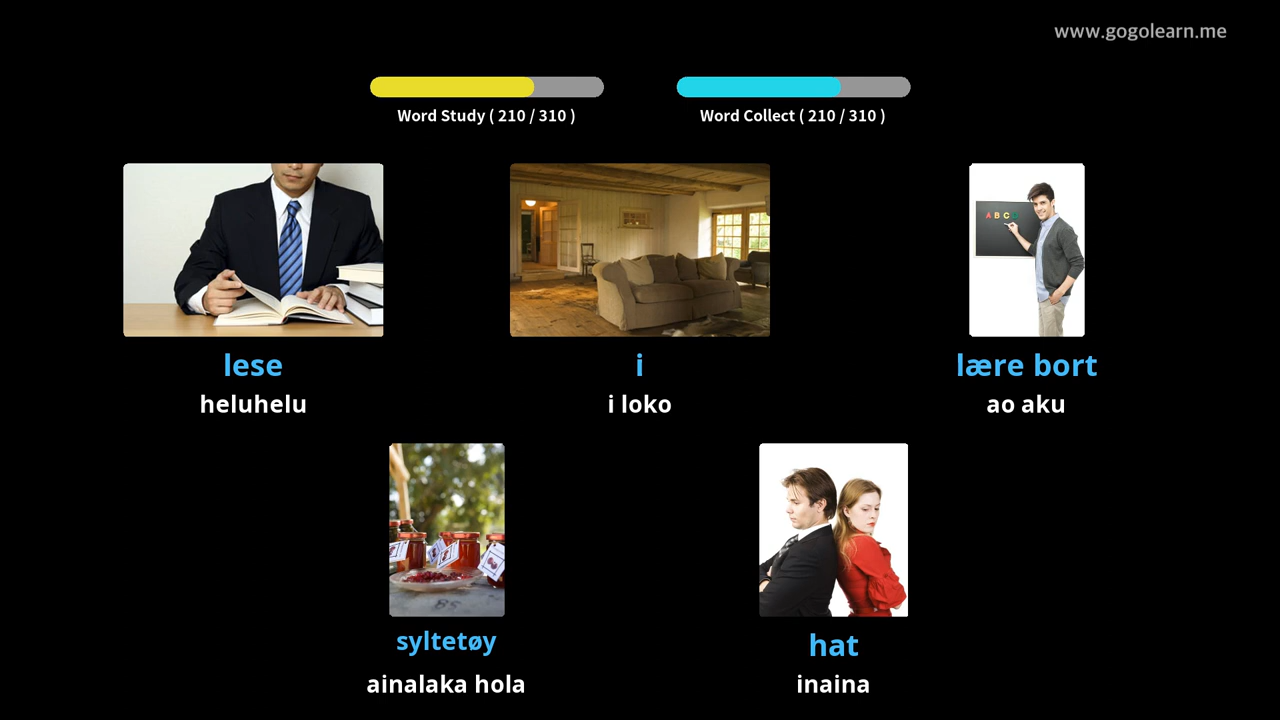 www.gogolearn.me
Word Study ( 210 / 310 )
Word Collect ( 210 / 310 )
A B C
lese
i
lære bort
heluhelu
i loko
ao aku
syltetøy
hat
ainalaka hola
inaina